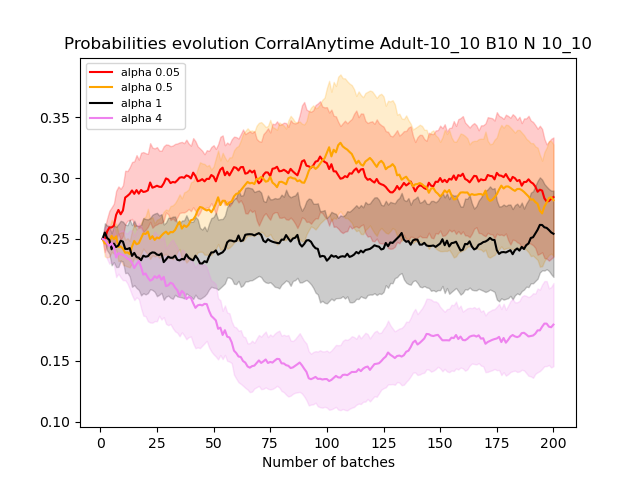 Probabilities evolution CorralAnytime Adult-10_10 B10 N 10_10
alpha 0.05
alpha 0.5
alpha 1
alpha 4
0.35
0.30
0.25
0.20
0.15
0.10
0 25 50 75 100 125 150 175 200
Number of batches